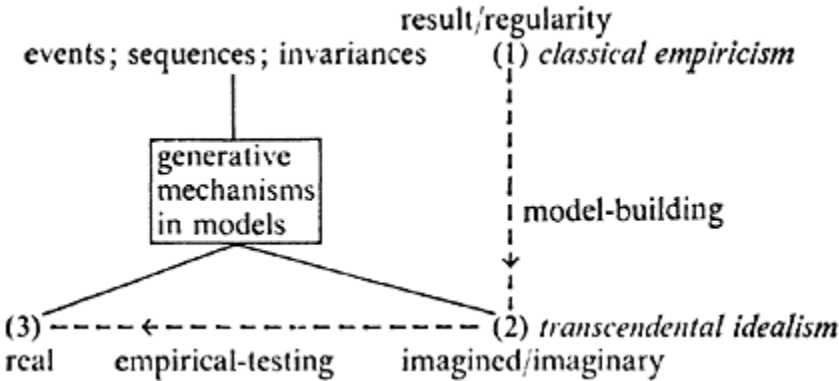 result/regularity
events; sequences; invariances
(1) classical empiricism
generative
mechanisms
in models
model-building
(3)
(2) transcendental idealism
real
empirical-testing
imagined/imaginary